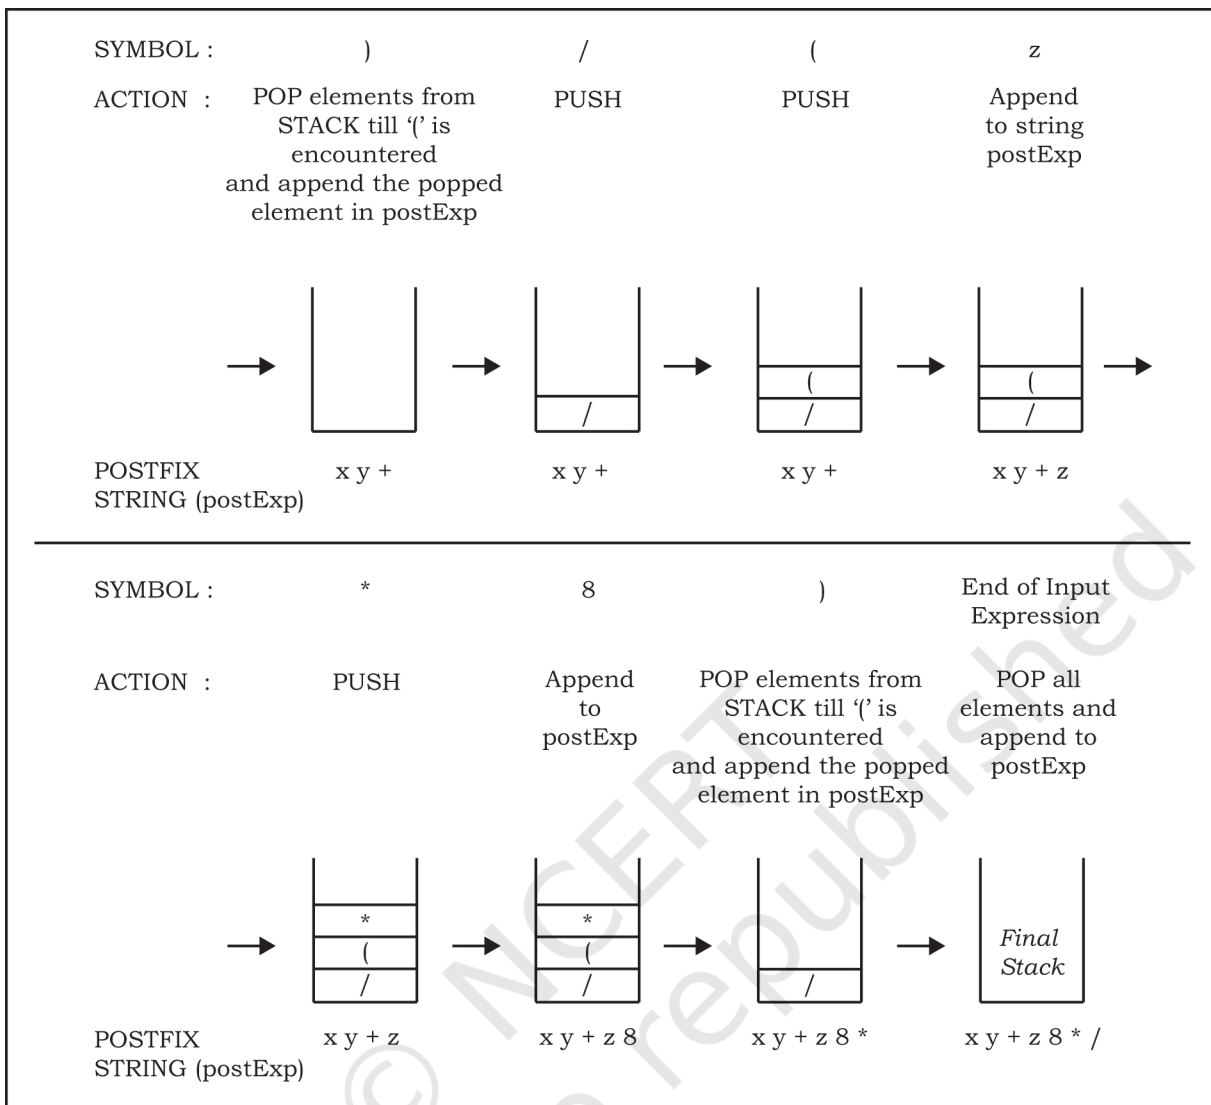 SYMBOL : ) / ( z
ACTION : POP elements from STACK till ‘(’ is encountered and append the popped element in postExp PUSH PUSH Append to string postExp
( (
/ / /
POSTFIX STRING (postExp) x y + x y + x y + x y + z
SYMBOL : * 8 ) End of Input Expression
ACTION : PUSH Append to postExp POP elements from STACK till ‘(’ is encountered and append the popped element in postExp POP all elements and append to postExp
* *
( ( Final
/ / / Stack
POSTFIX STRING (postExp) x y + z x y + z 8 x y + z 8 * x y + z 8 * /
© NCERT
republished